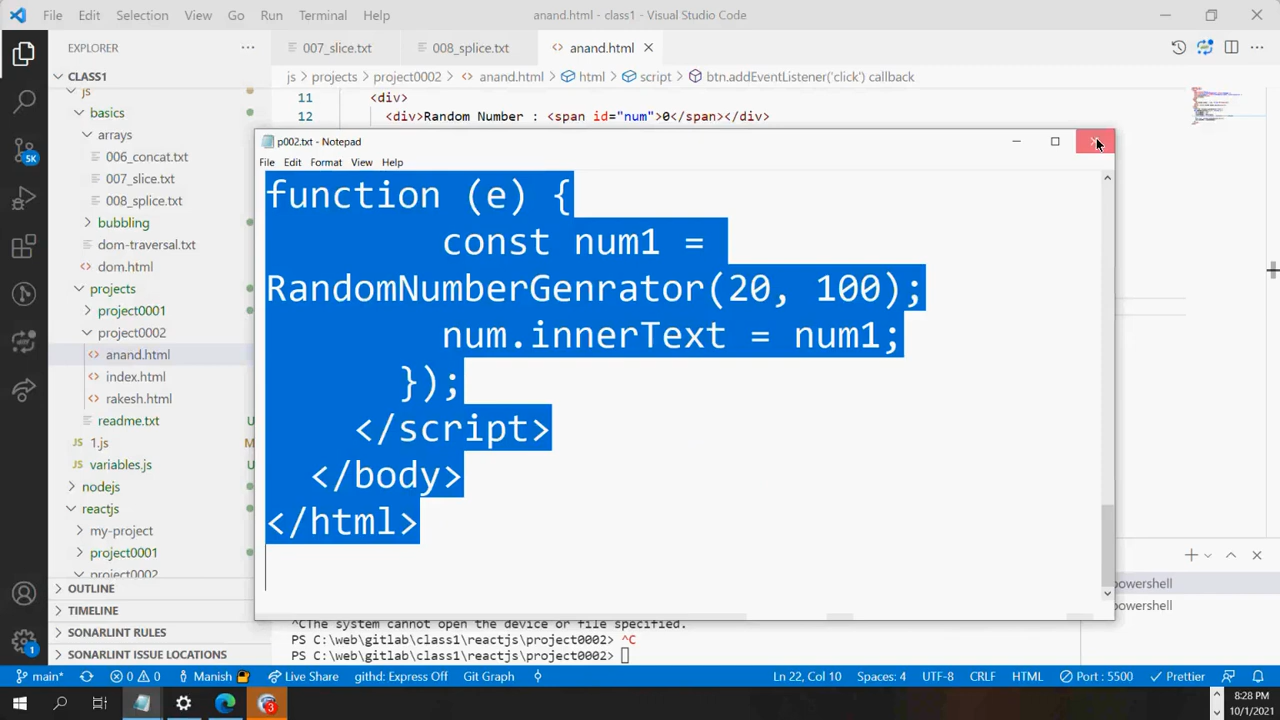 File Edit Selection View Go Run Terminal Help anand.html - class1 - Visual Studio Code
EXPLORER 007_slice.txt 008_splice.txt <> anand.html
CLASS1 js > projects > project0002 > <> anand.html > html > script > btn.addEventListener('click') callback
js 11 <div>
basics 12 <div>Random Number : <span id="num">0</span></div>
arrays
006_concat.txt
007_slice.txt
008_splice.txt
bubbling
dom-traversal.txt
dom.html
projects
project0001
project0002
<> anand.html
<> index.html
<> rakesh.html
readme.txt U
1.js M
variables.js U
nodejs
reactjs
my-project
project0001
project0002
OUTLINE
TIMELINE
SONARLINT RULES
SONARLINT ISSUE LOCATIONS
p002.txt - Notepad
File Edit Format View Help
function (e) {
const num1 =
RandomNumberGenrator(20, 100);
num.innerText = num1;
});
</script>
</body>
</html>
powershell
powershell
^CThe system cannot open the device or file specified.
PS C:\web\gitlab\class1\reactjs\project0002> ^C
PS C:\web\gitlab\class1\reactjs\project0002>
SK
1
main* 0 0 Manish Live Share githd: Express Off Git Graph Ln 22, Col 10 Spaces: 4 UTF-8 CRLF HTML Port : 5500 Prettier
3
8:28 PM
10/1/2021